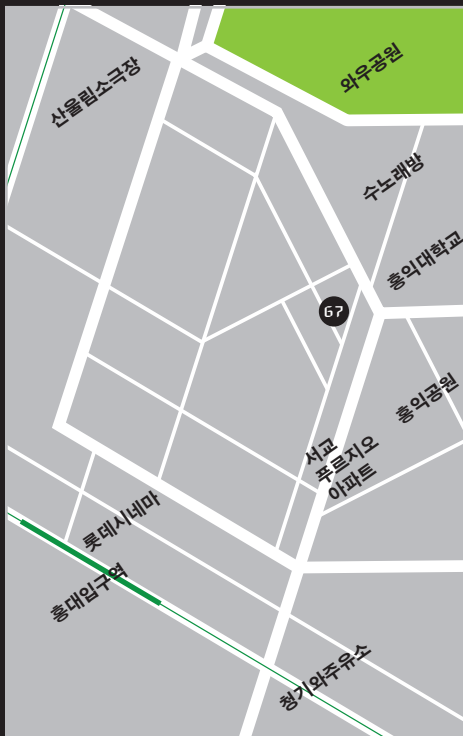 와우공원
산울림소극장
수노래방
홍익대학교
67
홍익공원
서교
푸르지오
아파트
롯데시네마
홍대입구역
청기와주유소